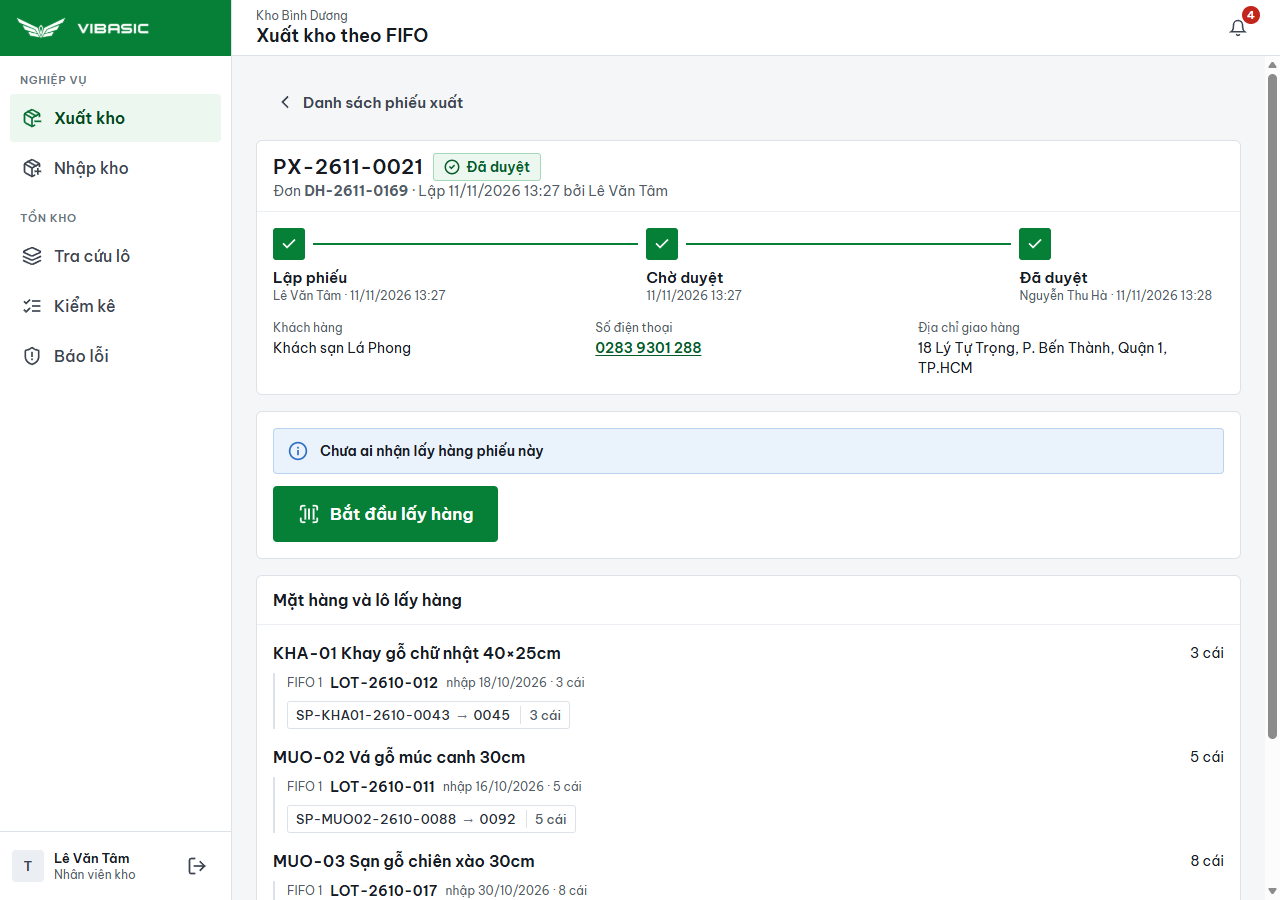 VIBASIC
Kho Bình Dương
Xuất kho theo FIFO
4
NGHIỆP VỤ
Xuất kho
Nhập kho
TỒN KHO
Tra cứu lô
Kiểm kê
Báo lỗi
T
Lê Văn Tâm
Nhân viên kho
Danh sách phiếu xuất
PX-2611-0021
Đã duyệt
Đơn DH-2611-0169 · Lập 11/11/2026 13:27 bởi Lê Văn Tâm
Lập phiếu
Lê Văn Tâm · 11/11/2026 13:27
Chờ duyệt
11/11/2026 13:27
Đã duyệt
Nguyễn Thu Hà · 11/11/2026 13:28
Khách hàng
Khách sạn Lá Phong
Số điện thoại
0283 9301 288
Địa chỉ giao hàng
18 Lý Tự Trọng, P. Bến Thành, Quận 1,
TP.HCM
Chưa ai nhận lấy hàng phiếu này
Bắt đầu lấy hàng
Mặt hàng và lô lấy hàng
KHA-01 Khay gỗ chữ nhật 40×25cm 3 cái
FIFO 1 LOT-2610-012 nhập 18/10/2026 · 3 cái
SP-KHA01-2610-0043 → 0045 3 cái
MUO-02 Vá gỗ múc canh 30cm 5 cái
FIFO 1 LOT-2610-011 nhập 16/10/2026 · 5 cái
SP-MUO02-2610-0088 → 0092 5 cái
MUO-03 Sạn gỗ chiên xào 30cm 8 cái
FIFO 1 LOT-2610-017 nhập 30/10/2026 · 8 cái